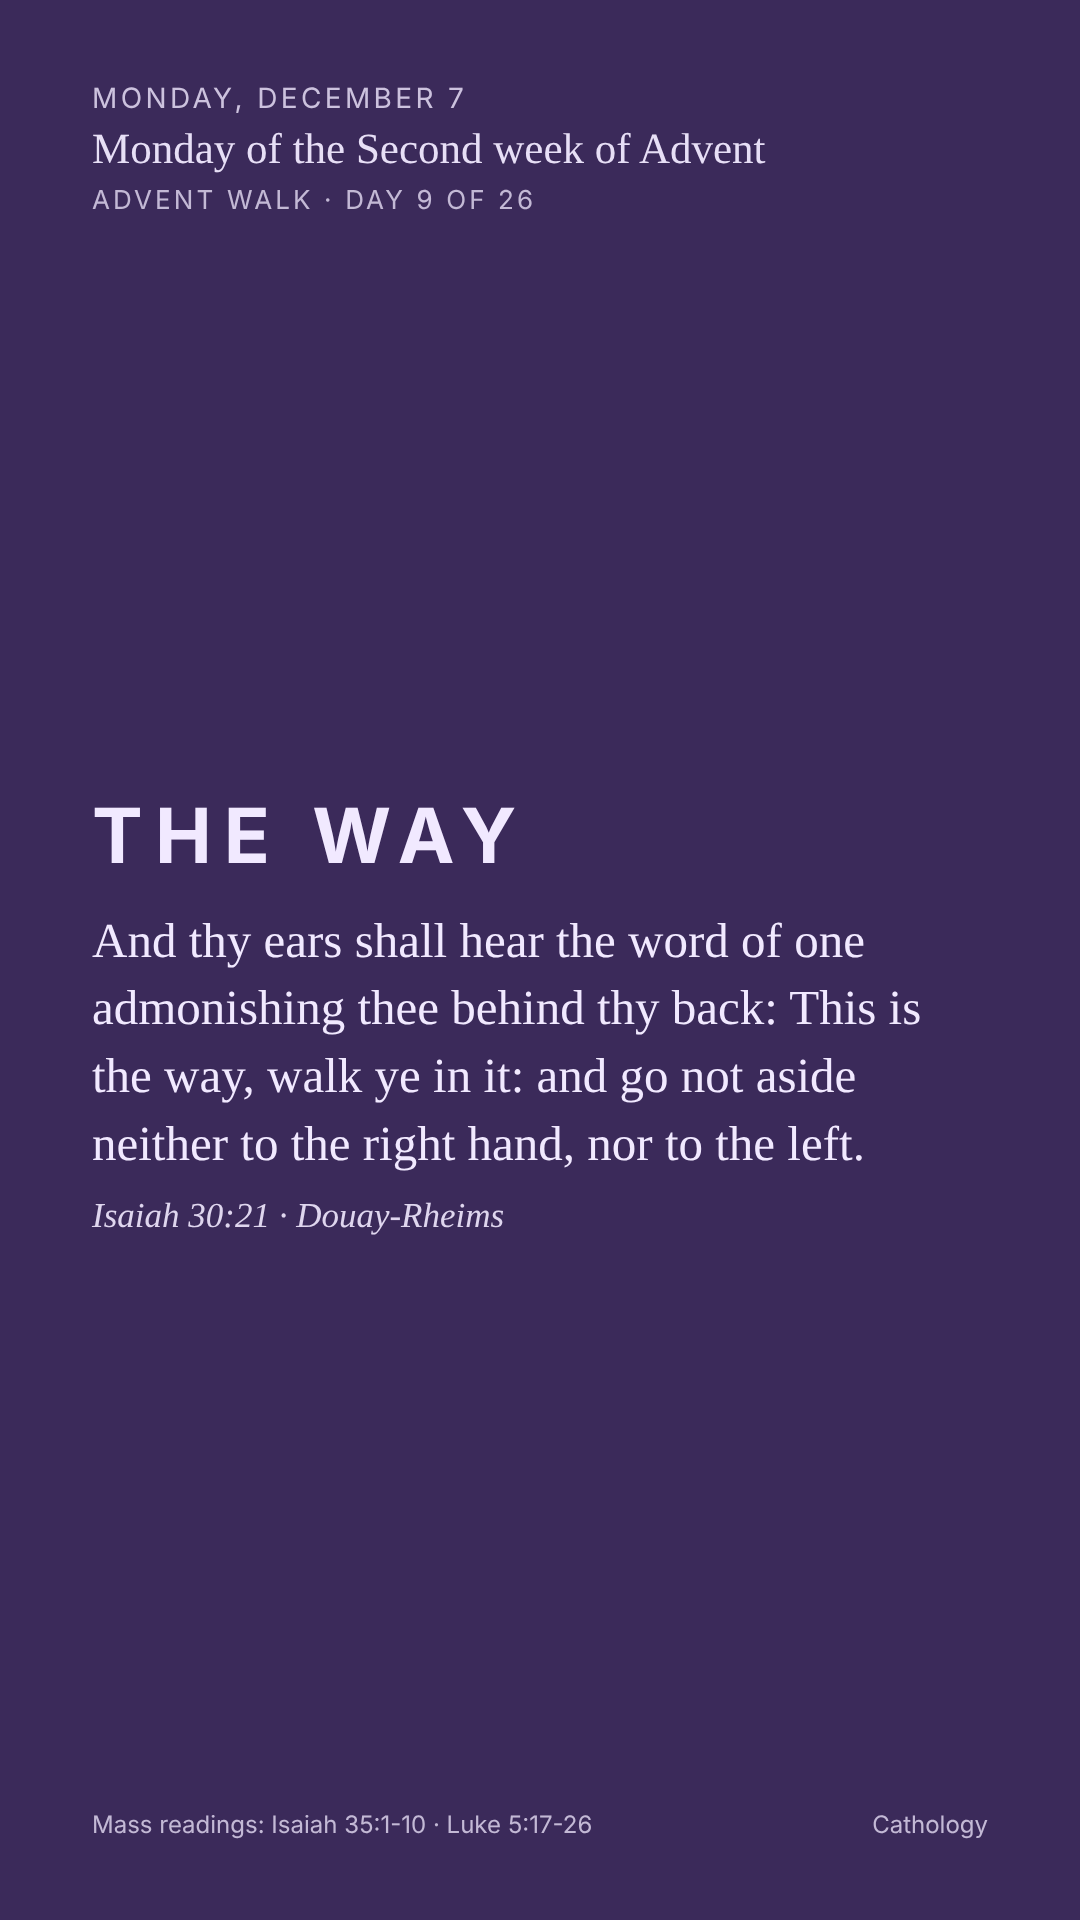 MONDAY, DECEMBER 7
Monday of the Second week of Advent
ADVENT WALK · DAY 9 OF 26
THE WAY
And thy ears shall hear the word of one
admonishing thee behind thy back: This is
the way, walk ye in it: and go not aside
neither to the right hand, nor to the left.
Isaiah 30:21 · Douay-Rheims
Mass readings: Isaiah 35:1-10 · Luke 5:17-26
Cathology